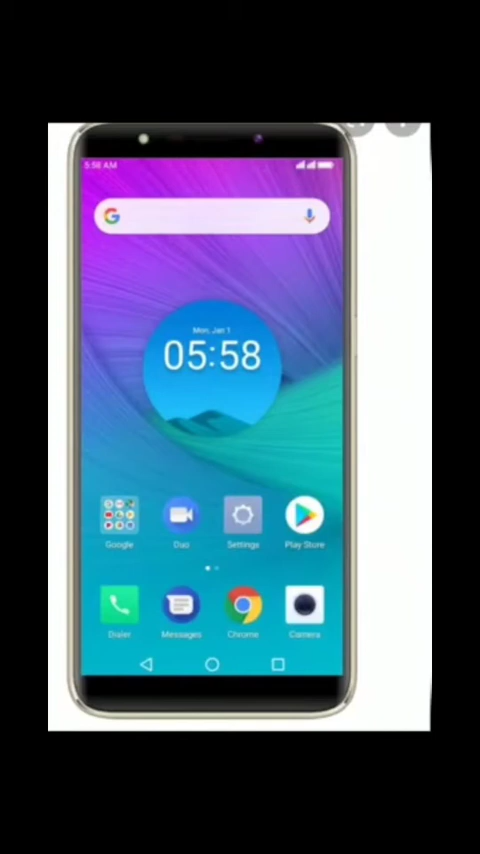 5:58 AM
Mon, Jan 1
05:58
Google Duo Settings Play Store
Dialer Messages Chrome Camera